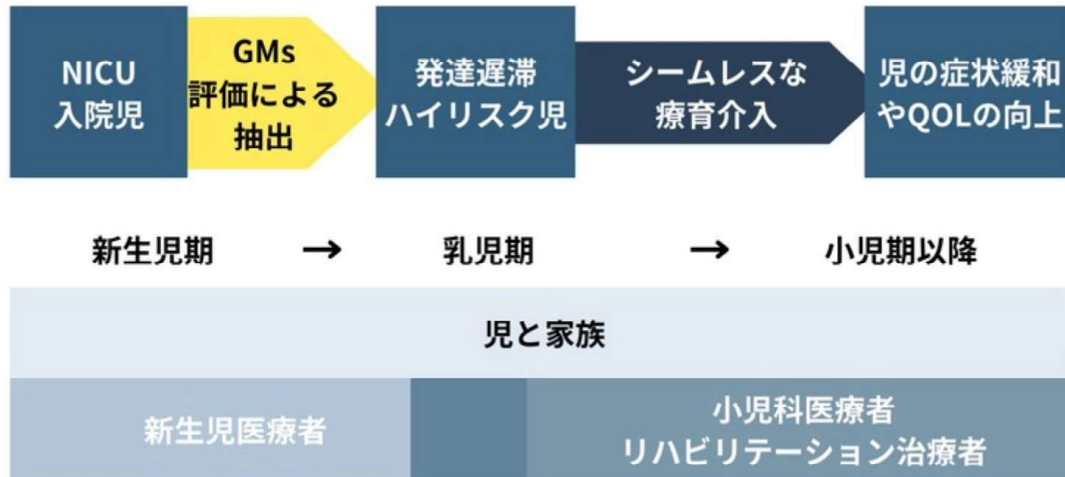 NICU
入院児
GMs
評価による
抽出
発達遅滞
ハイリスク児
シームレスな
療育介入
児の症状緩和
やQOLの向上
新生児期 → 乳児期 → 小児期以降
児と家族
新生児医療者
小児科医療者
リハビリテーション治療者